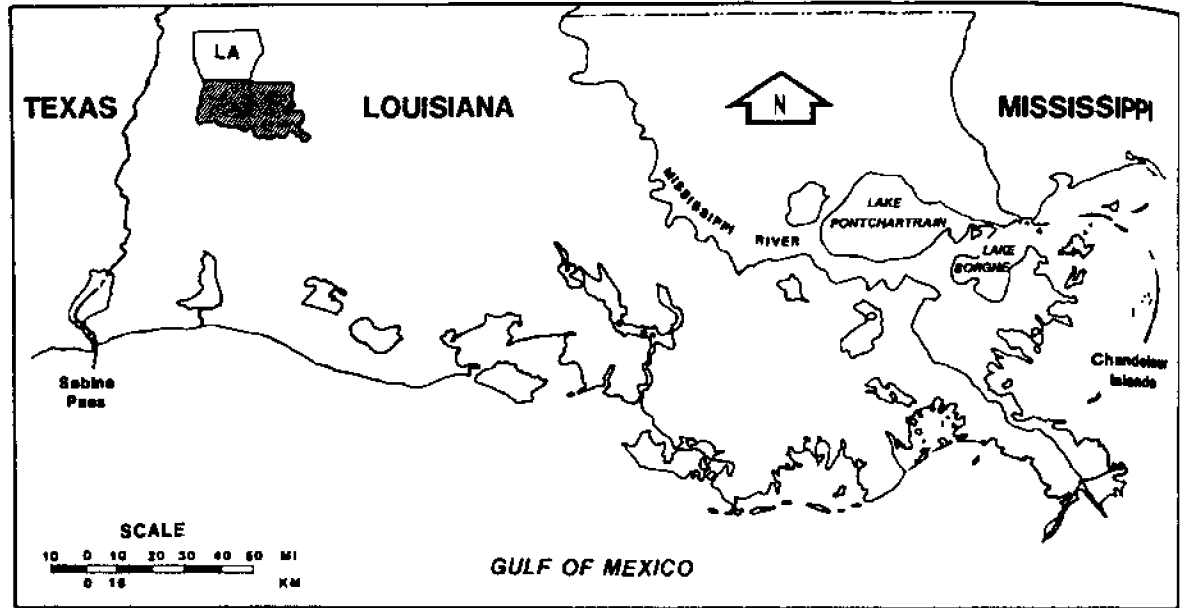 LA
TEXAS
LOUISIANA
N
MISSISSIPPI
MISSISSIPPI
RIVER
LAKE
PONTCHARTRAIN
LAKE
BORGNE
Sabine
Pass
Chandeleur
Islands
SCALE
10 0 10 20 30 40 50 MI
0 16 KM
GULF OF MEXICO